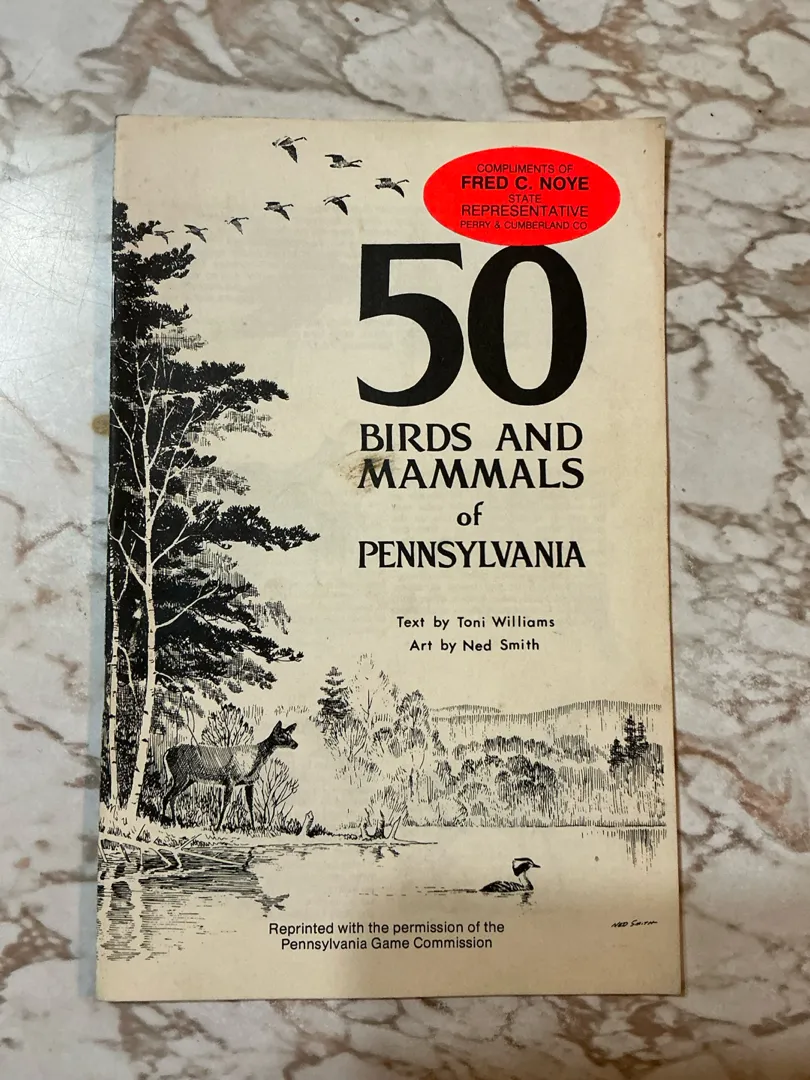 COMPLIMENTS OF
FRED C. NOYE
STATE
REPRESENTATIVE
PERRY & CUMBERLAND CO.
50
BIRDS AND
MAMMALS
of
PENNSYLVANIA
Text by Toni Williams
Art by Ned Smith
NED SMITH
Reprinted with the permission of the
Pennsylvania Game Commission